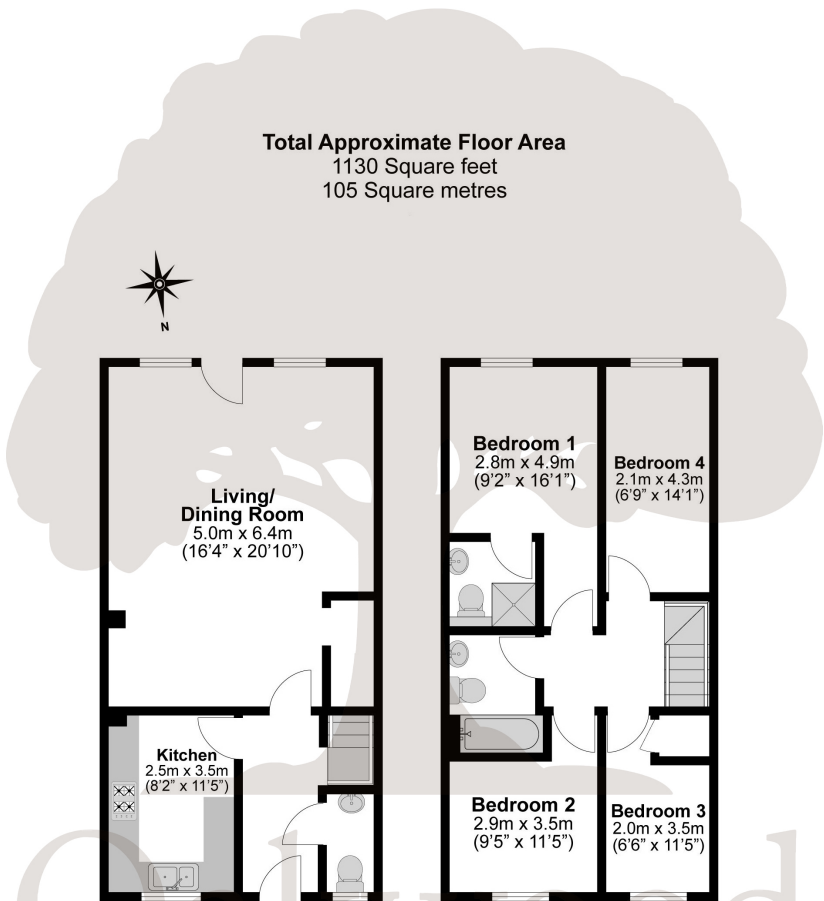 Total Approximate Floor Area
1130 Square feet
105 Square metres
N
Living/
Dining Room
5.0m x 6.4m
(16'4” x 20'10”)
Kitchen
2.5m x 3.5m
(8'2” x 11'5”)
Bedroom 1
2.8m x 4.9m
(9'2” x 16'1”)
Bedroom 4
2.1m x 4.3m
(6'9” x 14'1”)
Bedroom 2
2.9m x 3.5m
(9'5” x 11'5”)
Bedroom 3
2.0m x 3.5m
(6'6” x 11'5”)